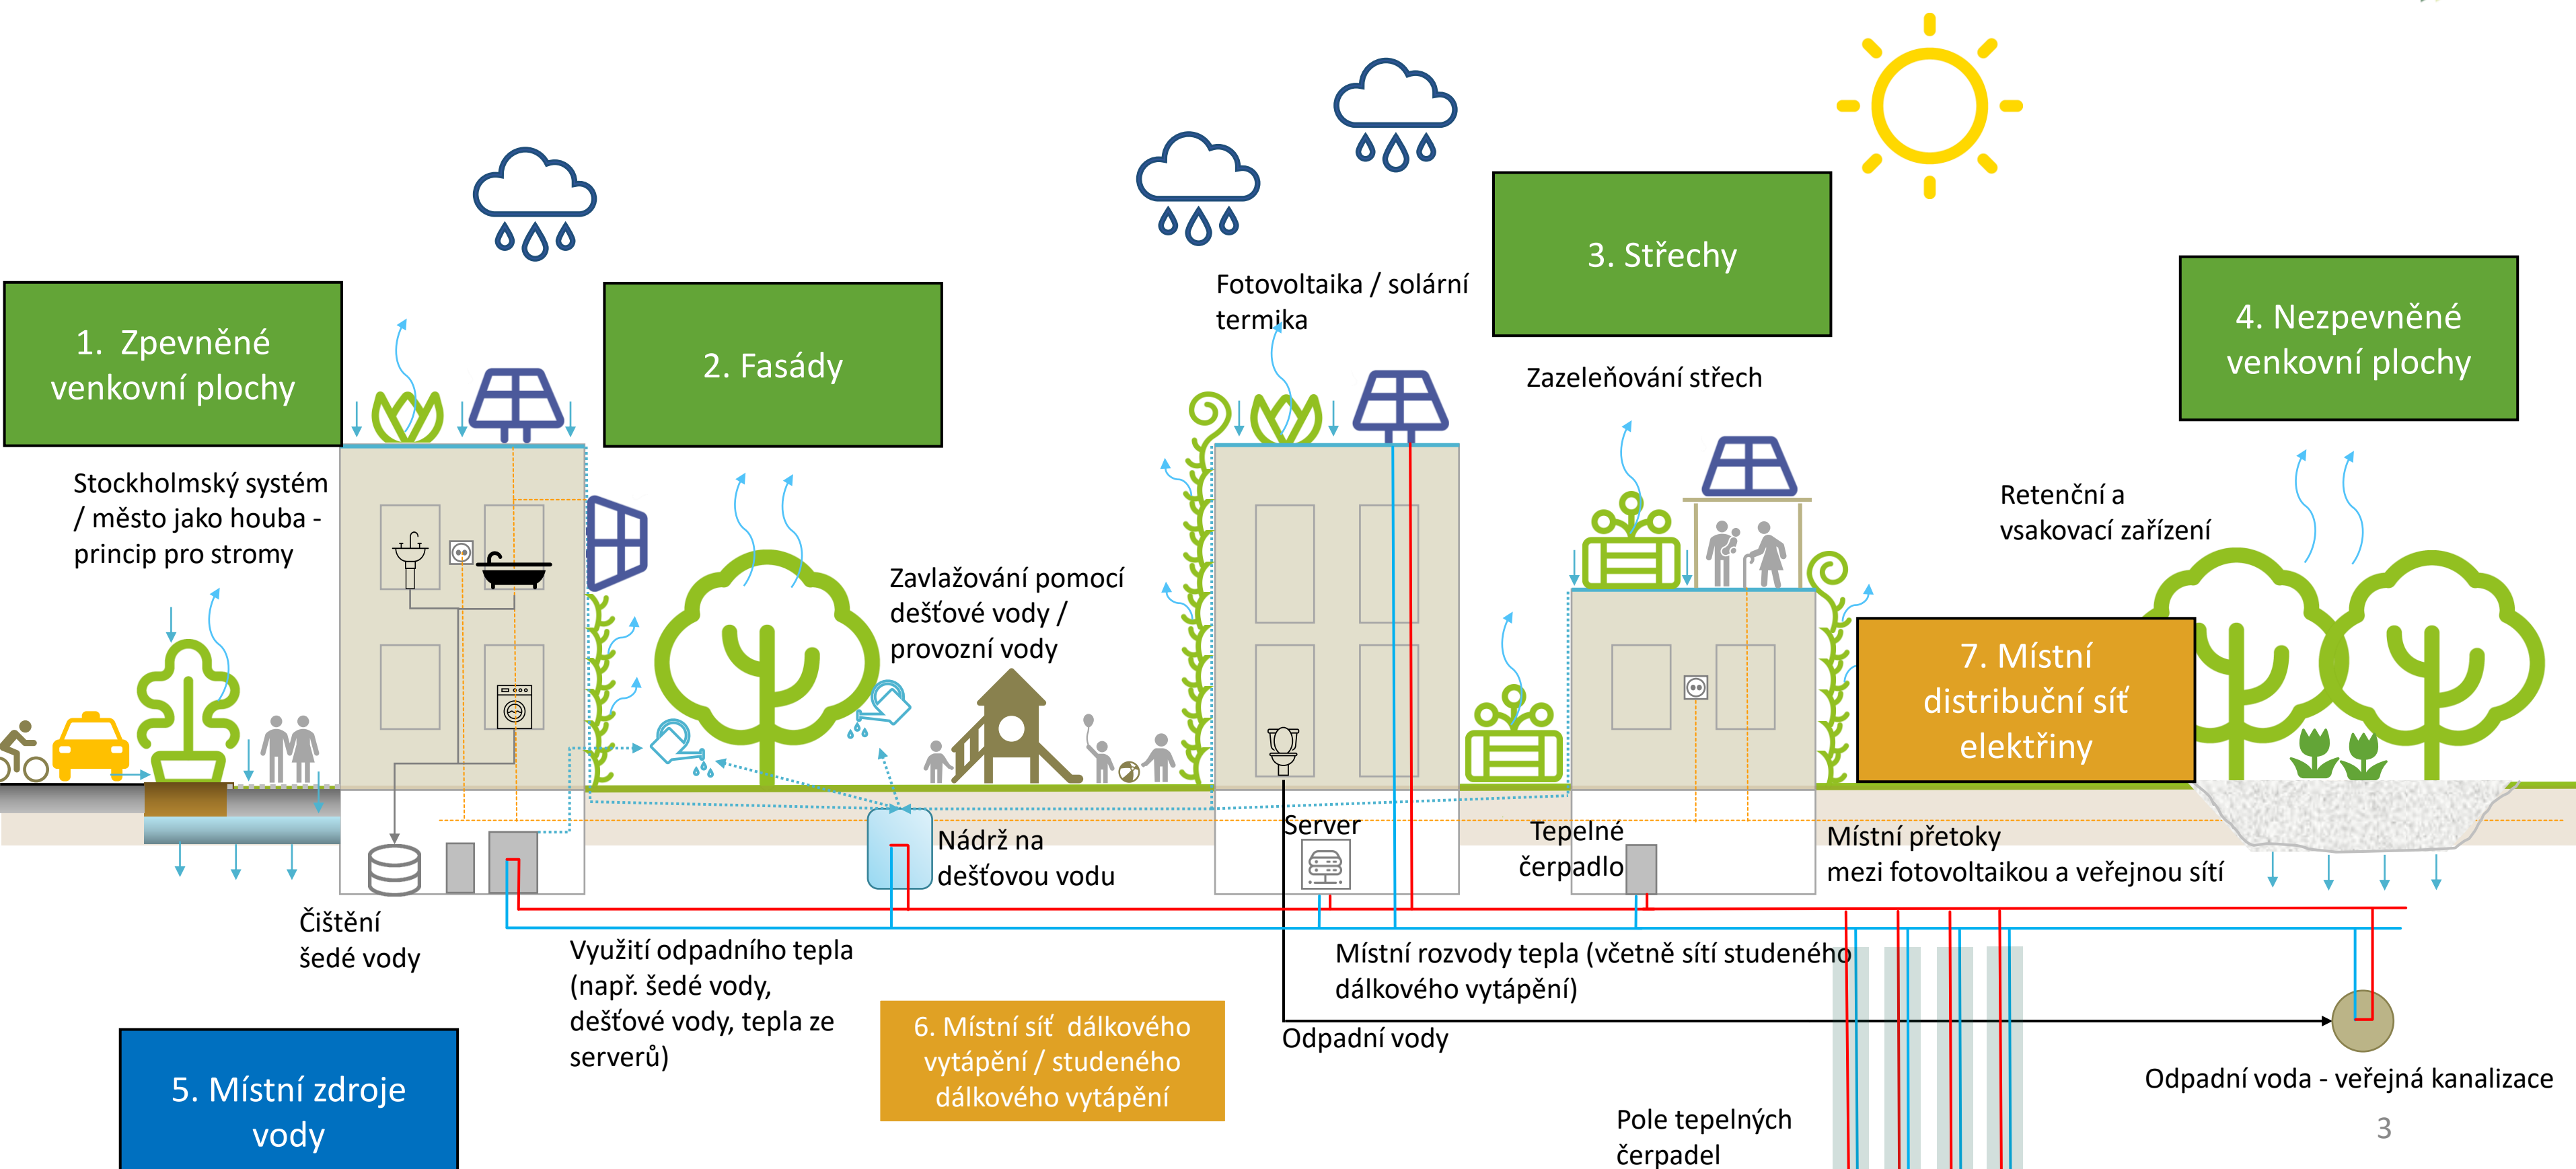 1. Zpevněné
venkovní plochy
Stockholmský systém
/ město jako houba -
princip pro stromy
2. Fasády
Zavlažování pomocí
dešťové vody /
provozní vody
Fotovoltaika / solární
termika
3. Střechy
Zazeleňování střech
4. Nezpevněné
venkovní plochy
Retenční a
vsakovací zařízení
7. Místní
distribuční síť
elektřiny
Nádrž na
dešťovou vodu
Server
Tepelné
čerpadlo
Místní přetoky
mezi fotovoltaikou a veřejnou sítí
Čištění
šedé vody
Využití odpadního tepla
(např. šedé vody,
dešťové vody, tepla ze
serverů)
Místní rozvody tepla (včetně sítí studeného
dálkového vytápění)
Odpadní vody
5. Místní zdroje
vody
6. Místní síť dálkového
vytápění / studeného
dálkového vytápění
Odpadní voda - veřejná kanalizace
Pole tepelných
čerpadel
3